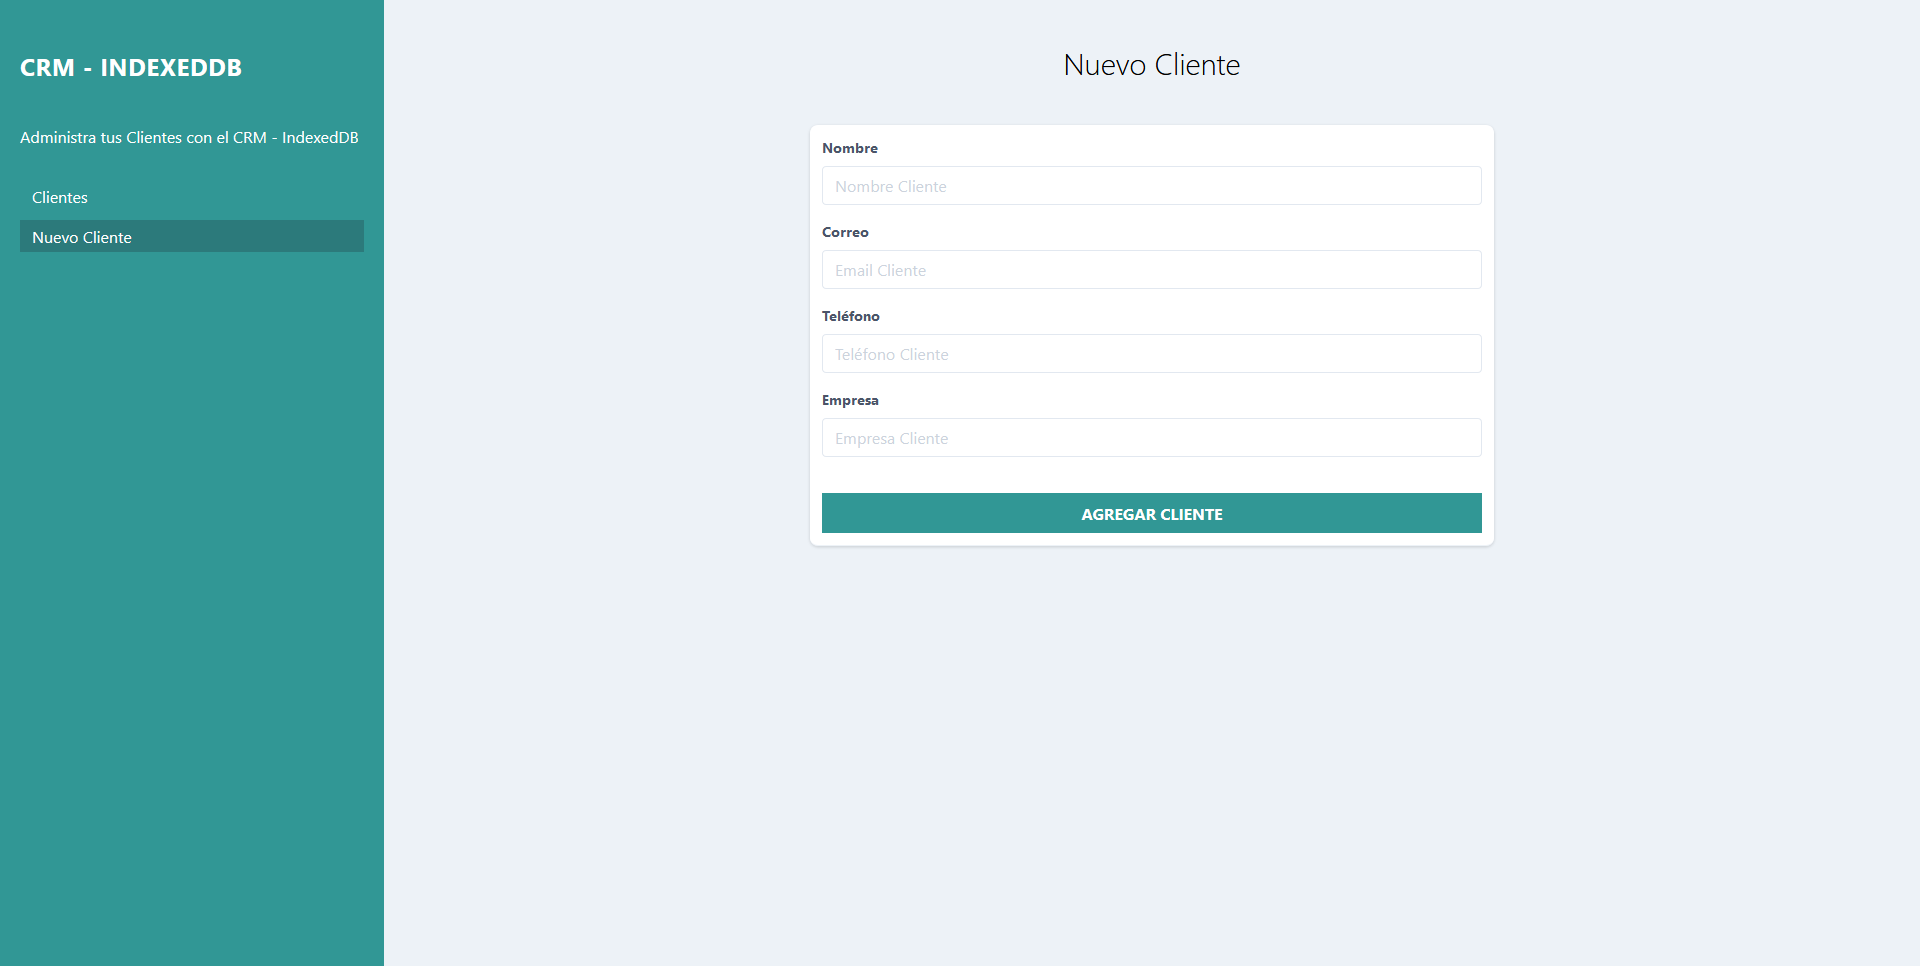 CRM - INDEXEDDB
Administra tus Clientes con el CRM - IndexedDB
Clientes
Nuevo Cliente
Nuevo Cliente
Nombre
Nombre Cliente
Correo
Email Cliente
Teléfono
Teléfono Cliente
Empresa
Empresa Cliente
AGREGAR CLIENTE